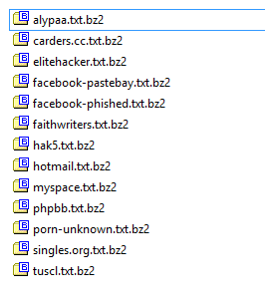 alypaa.txt.bz2
carders.cc.txt.bz2
elitehacker.txt.bz2
facebook-pastebay.txt.bz2
facebook-phished.txt.bz2
faithwriters.txt.bz2
hak5.txt.bz2
hotmail.txt.bz2
myspace.txt.bz2
phpbb.txt.bz2
porn-unknown.txt.bz2
singles.org.txt.bz2
tuscl.txt.bz2